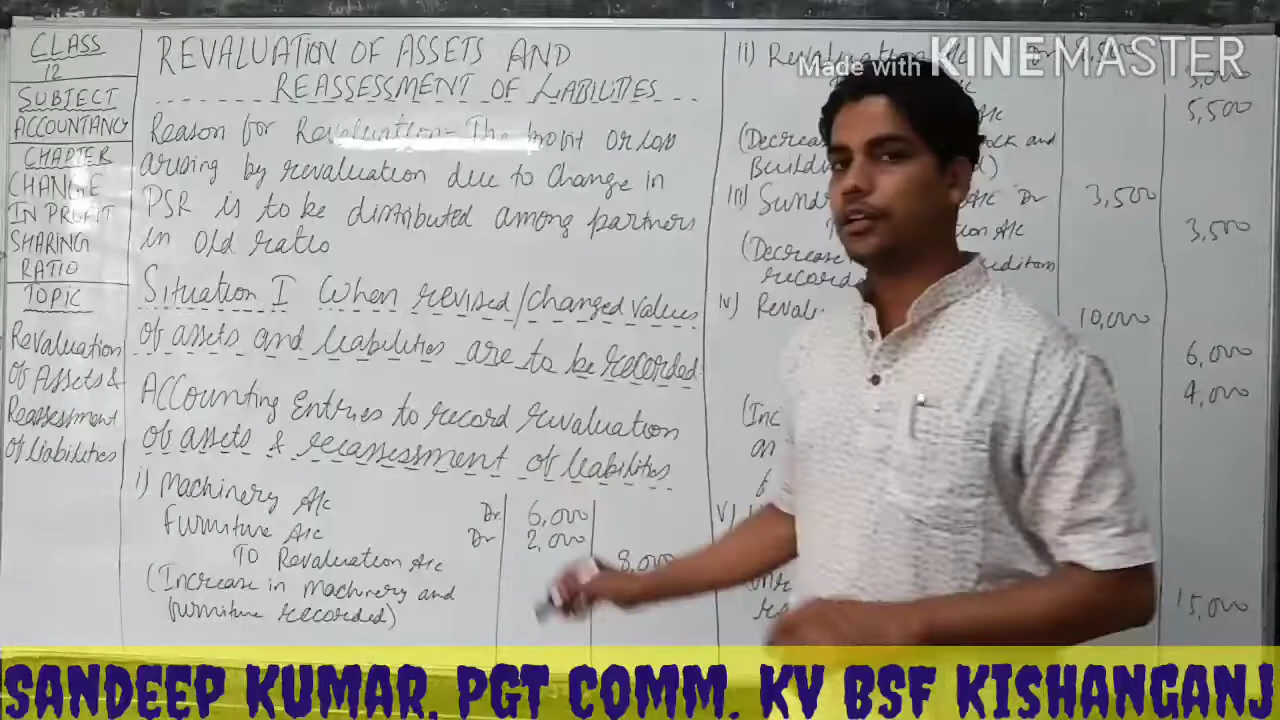 CLASS
12
SUBJECT
ACCOUNTANCY
CHAPTER
CHANGE
IN PROFIT
SHARING
RATIO
TOPIC
Revaluation
of Assets &
Reassessment
of liabilities
REVALUATION OF ASSETS AND
REASSESSMENT OF LIABILITIES
Reason for Revaluation - The profit or loss
arising by revaluation due to change in
PSR is to be distributed among partners
in old ratio
Situation I When revised/changed values
of assets and liabilities are to be recorded
Accounting Entries to record revaluation
of assets & reassessment of liabilities
i) Machinery A/c Dr. 6,000
Furniture A/c Dr 2,000
To Revaluation A/c 8,000
(Increase in Machinery and
furniture recorded)
Made with KINEMASTER
ii)
5,500
and
iii) A/c Dr 3,500
A/c 3,500
(Decrease
iv)
10,000
6,000
4,000
v)
15,000
SANDEEP KUMAR, PGT COMM. KV BSF KISHANGANJ